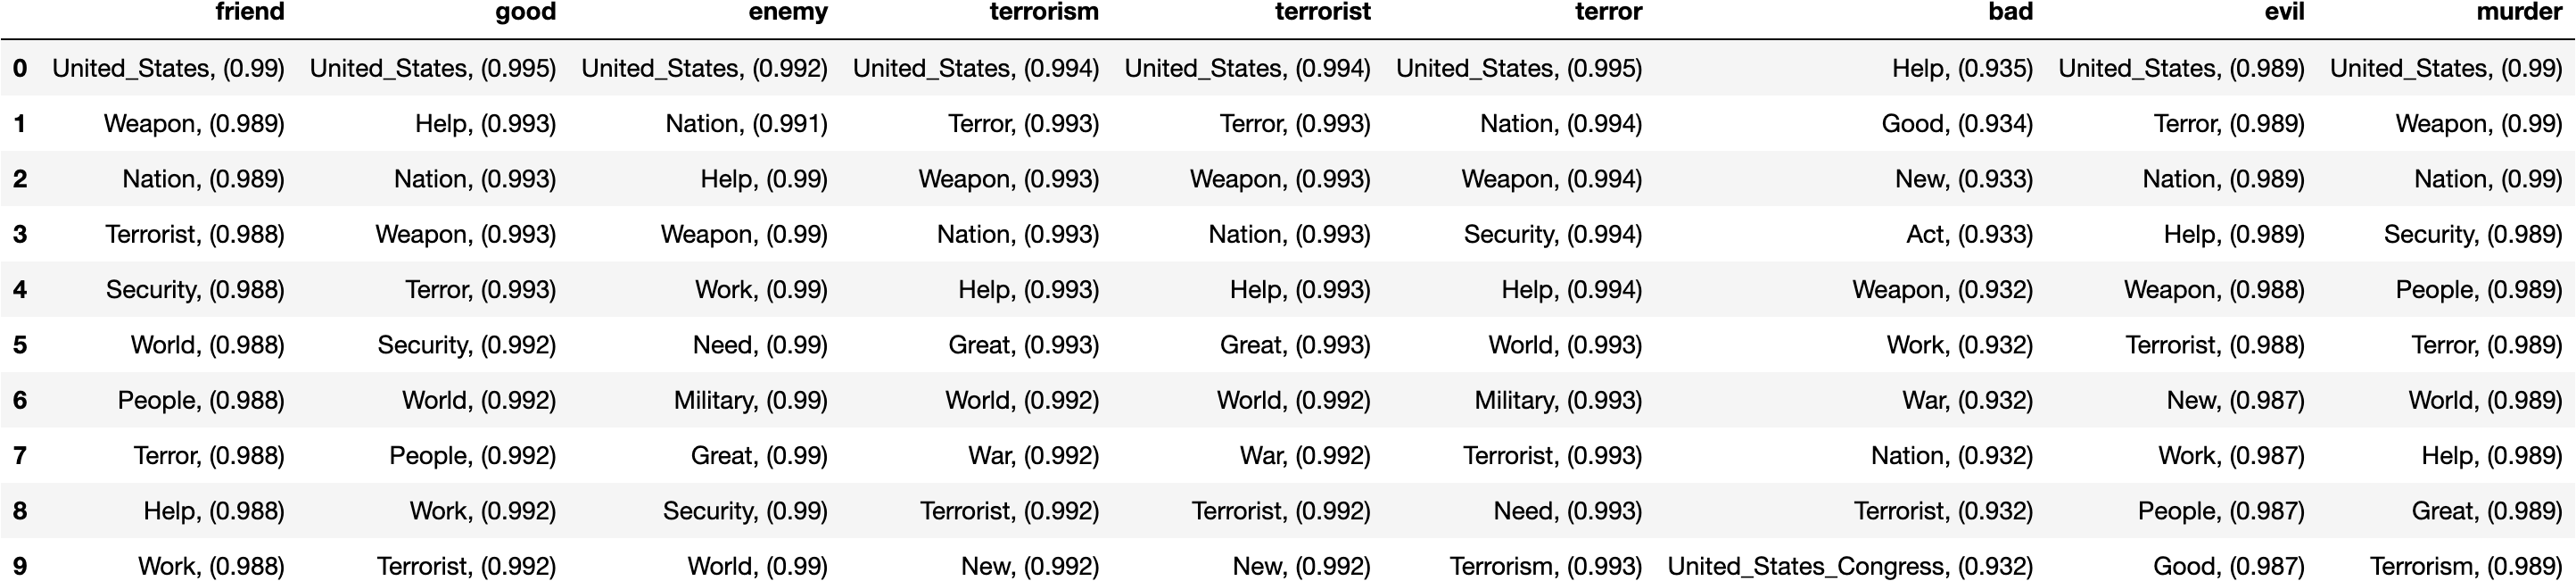 friend good enemy terrorism terrorist terror bad evil murder
0 United_States, (0.99) United_States, (0.995) United_States, (0.992) United_States, (0.994) United_States, (0.994) United_States, (0.995) Help, (0.935) United_States, (0.989) United_States, (0.99)
1 Weapon, (0.989) Help, (0.993) Nation, (0.991) Terror, (0.993) Terror, (0.993) Nation, (0.994) Good, (0.934) Terror, (0.989) Weapon, (0.99)
2 Nation, (0.989) Nation, (0.993) Help, (0.99) Weapon, (0.993) Weapon, (0.993) Weapon, (0.994) New, (0.933) Nation, (0.989) Nation, (0.99)
3 Terrorist, (0.988) Weapon, (0.993) Weapon, (0.99) Nation, (0.993) Nation, (0.993) Security, (0.994) Act, (0.933) Help, (0.989) Security, (0.989)
4 Security, (0.988) Terror, (0.993) Work, (0.99) Help, (0.993) Help, (0.993) Help, (0.994) Weapon, (0.932) Weapon, (0.988) People, (0.989)
5 World, (0.988) Security, (0.992) Need, (0.99) Great, (0.993) Great, (0.993) World, (0.993) Work, (0.932) Terrorist, (0.988) Terror, (0.989)
6 People, (0.988) World, (0.992) Military, (0.99) World, (0.992) World, (0.992) Military, (0.993) War, (0.932) New, (0.987) World, (0.989)
7 Terror, (0.988) People, (0.992) Great, (0.99) War, (0.992) War, (0.992) Terrorist, (0.993) Nation, (0.932) Work, (0.987) Help, (0.989)
8 Help, (0.988) Work, (0.992) Security, (0.99) Terrorist, (0.992) Terrorist, (0.992) Need, (0.993) Terrorist, (0.932) People, (0.987) Great, (0.989)
9 Work, (0.988) Terrorist, (0.992) World, (0.99) New, (0.992) New, (0.992) Terrorism, (0.993) United_States_Congress, (0.932) Good, (0.987) Terrorism, (0.989)